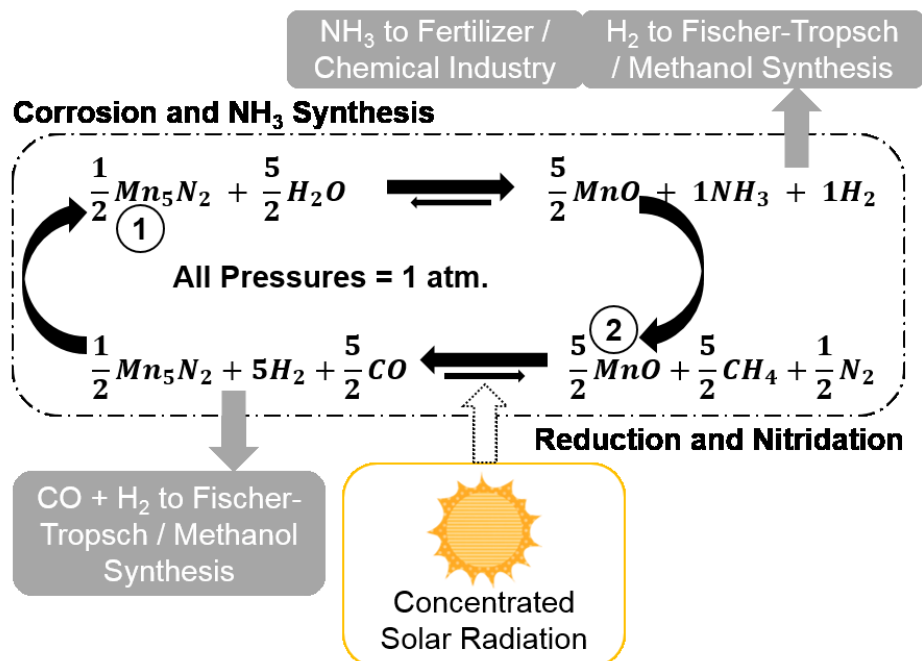 NH₃ to Fertilizer /
Chemical Industry
H₂ to Fischer-Tropsch
/ Methanol Synthesis
Corrosion and NH₃ Synthesis
1/2 Mn₅N₂ + 5/2 H₂O ⇌ 5/2 MnO + 1NH₃ + 1H₂
1
All Pressures = 1 atm.
2
1/2 Mn₅N₂ + 5H₂ + 5/2 CO ⇌ 5/2 MnO + 5/2 CH₄ + 1/2 N₂
Reduction and Nitridation
CO + H₂ to Fischer-
Tropsch / Methanol
Synthesis
Concentrated
Solar Radiation